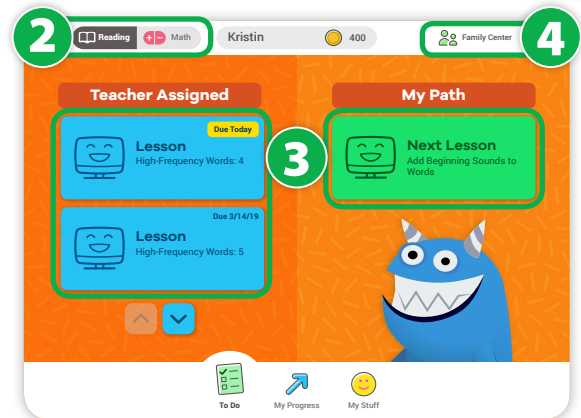 2
Reading
Math
Kristin
400
Family Center
4
Teacher Assigned
My Path
Due Today
Lesson
High-Frequency Words: 4
3
Next Lesson
Add Beginning Sounds to
Words
Due 3/14/19
Lesson
High-Frequency Words: 5
To Do
My Progress
My Stuff